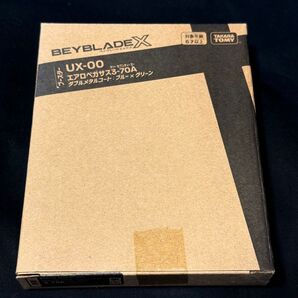 BEYBLADE X
対象年齢
6才以上
TAKARA
TOMY
ブースター
UX-00
エアロペガサス3-70A
ダブルメタルコート：ブルー×グリーン